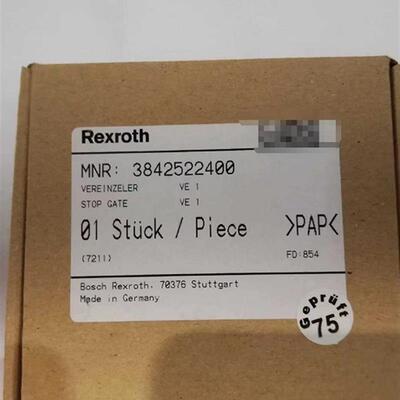 Rexroth
MNR: 3842522400
VEREINZELER VE 1
STOP GATE VE 1
01 Stück / Piece >PAP<
(7211) FD:854
Bosch Rexroth, 70376 Stuttgart
Made in Germany
Geprüft
75